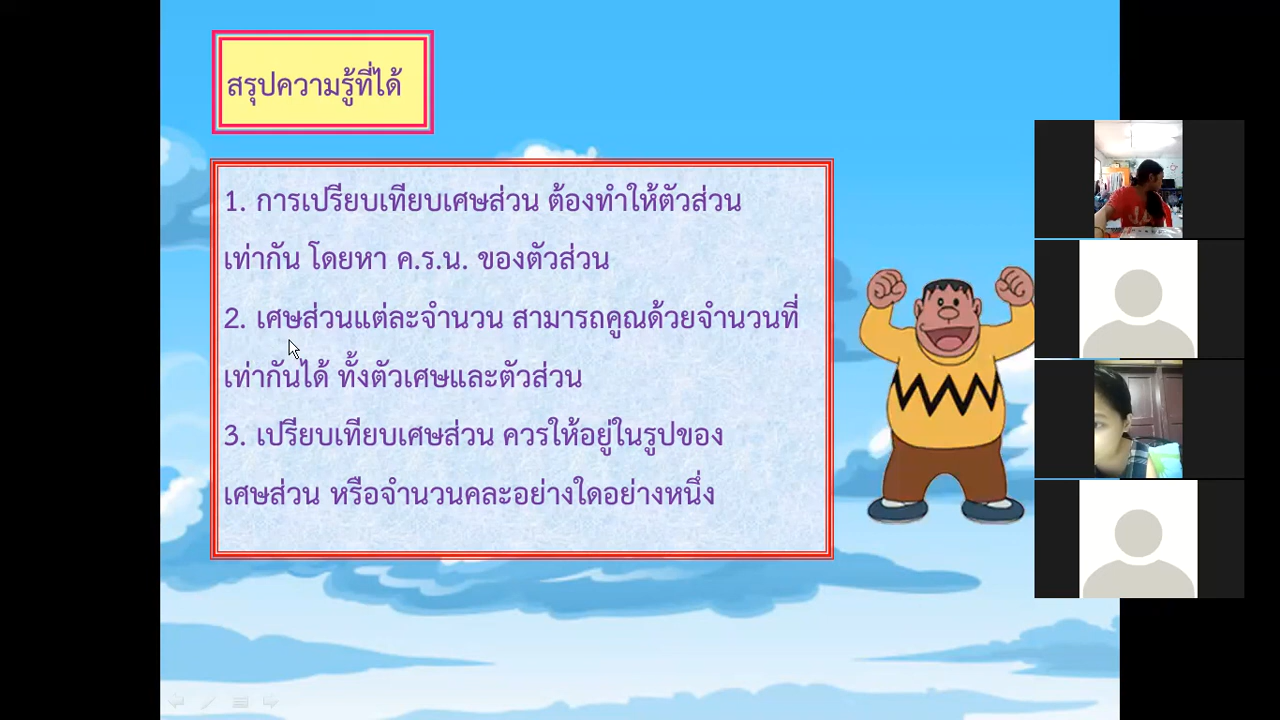 สรุปความรู้ที่ได้
1. การเปรียบเทียบเศษส่วน ต้องทำให้ตัวส่วน
เท่ากัน โดยหา ค.ร.น. ของตัวส่วน
2. เศษส่วนแต่ละจำนวน สามารถคูณด้วยจำนวนที่
เท่ากันได้ ทั้งตัวเศษและตัวส่วน
3. เปรียบเทียบเศษส่วน ควรให้อยู่ในรูปของ
เศษส่วน หรือจำนวนคละอย่างใดอย่างหนึ่ง